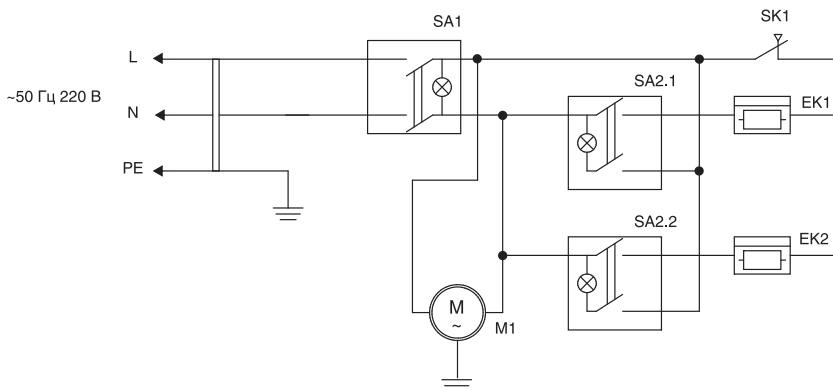 SA1
SK1
L
SA2.1
~50 Гц 220 В
N
EK1
PE
SA2.2
EK2
M
~
M1